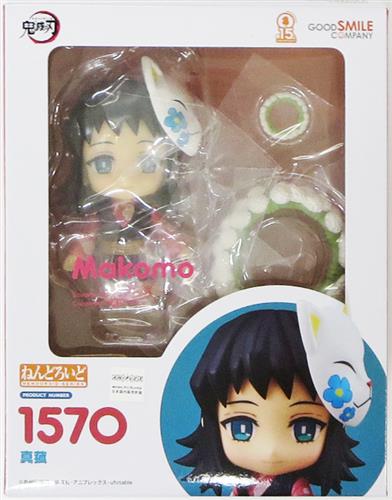 鬼滅の刃
15
GOOD SMILE
COMPANY
Makomo
ねんどろいど
NENDOROID SERIES
PRODUCT NUMBER
1570
真菰